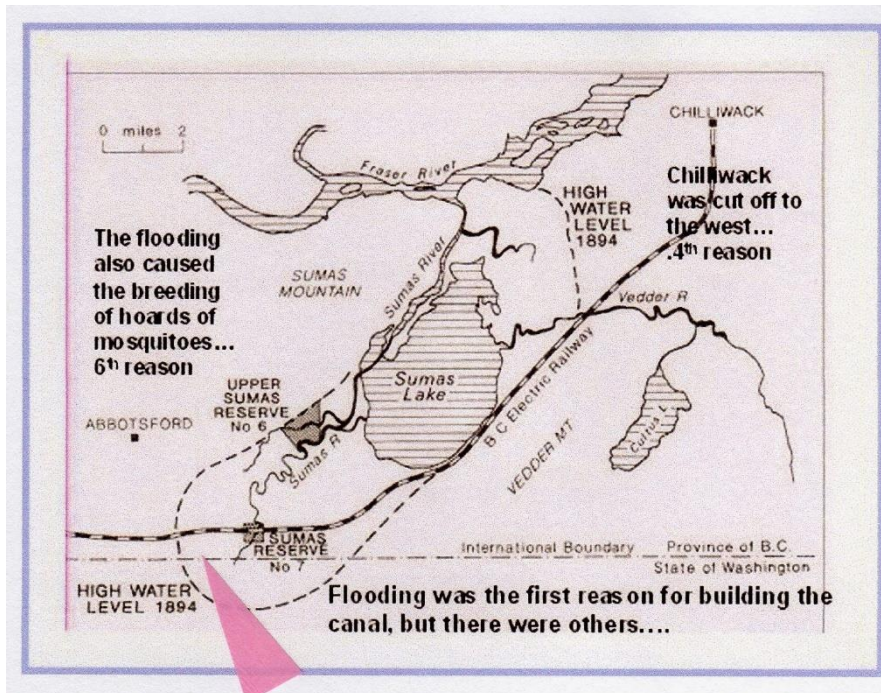 0 miles 2
CHILLIWACK
Fraser River
HIGH
WATER
LEVEL
1894
Chilliwack
was cut off to
the west...
.4th reason
The flooding
also caused
the breeding
of hoards of
mosquitoes...
6th reason
SUMAS
MOUNTAIN
Sumas River
Vedder R
UPPER
SUMAS
RESERVE
No 6
Sumas
Lake
B C Electric Railway
Cultus L
ABBOTSFORD
Sumas R
VEDDER MT
SUMAS
RESERVE
No 7
International Boundary
Province of B.C.
State of Washington
HIGH WATER
LEVEL 1894
Flooding was the first reason for building the
canal, but there were others....